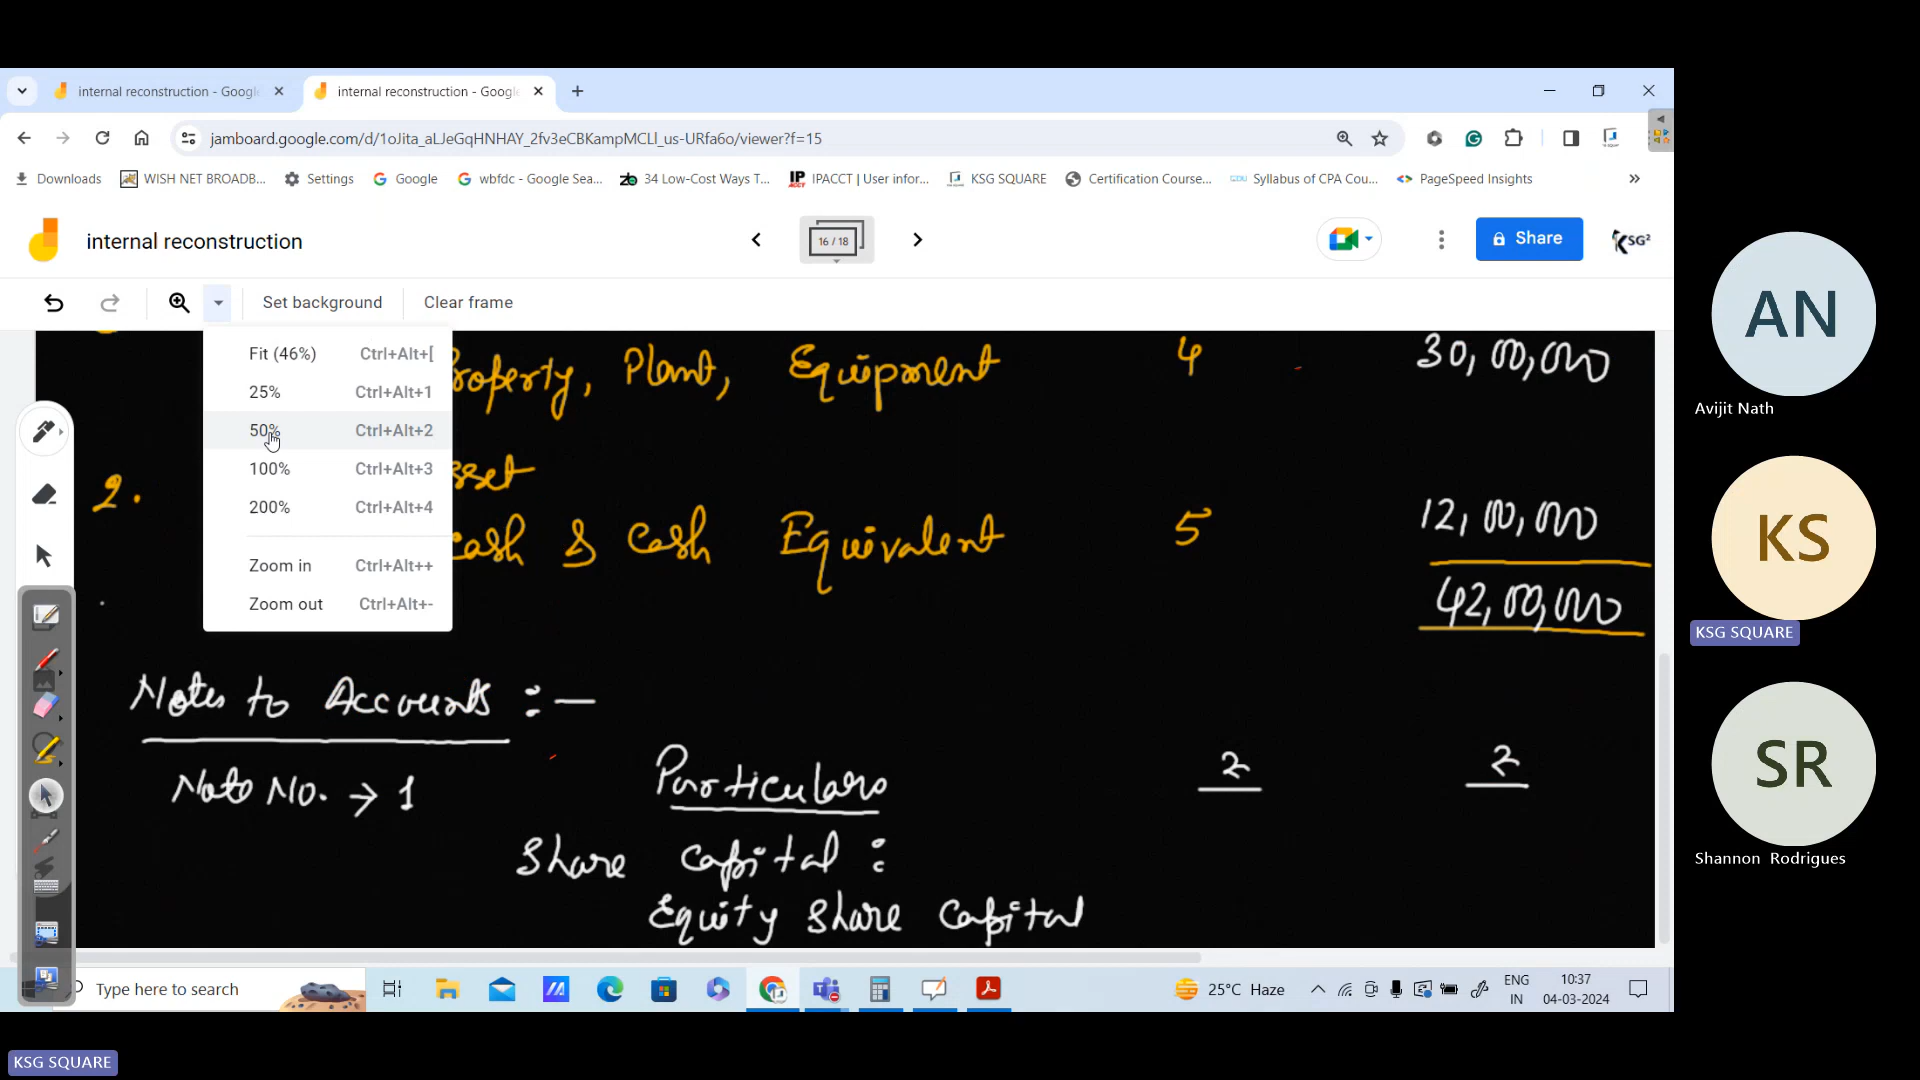 internal reconstruction - Googl
internal reconstruction - Google
jamboard.google.com/d/1oJita_aLJeGqHNHAY_2fv3eCBKampMCLl_us-URfa6o/viewer?f=15
Downloads WISH NET BROADB... Settings Google wbfdc - Google Sea... 34 Low-Cost Ways T... IPACCT | User infor... KSG SQUARE Certification Course... Syllabus of CPA Cou... PageSpeed Insights »
internal reconstruction
16 / 18
Share
KSG²
Set background
Clear frame
Fit (46%) Ctrl+Alt+[
25% Ctrl+Alt+1
50% Ctrl+Alt+2
100% Ctrl+Alt+3
200% Ctrl+Alt+4
Zoom in Ctrl+Alt++
Zoom out Ctrl+Alt+-
roperty, Plant, Equipment 4 30,00,000
2. sset
Cash & Cash Equivalent 5 12,00,000
42,00,000
Notes to Accounts :—
Note No. → 1
Particulars 2 2
Share Capital :
Equity Share Capital
Type here to search
25°C Haze
ENG
IN
10:37
04-03-2024
AN
Avijit Nath
KS
KSG SQUARE
SR
Shannon Rodrigues
KSG SQUARE